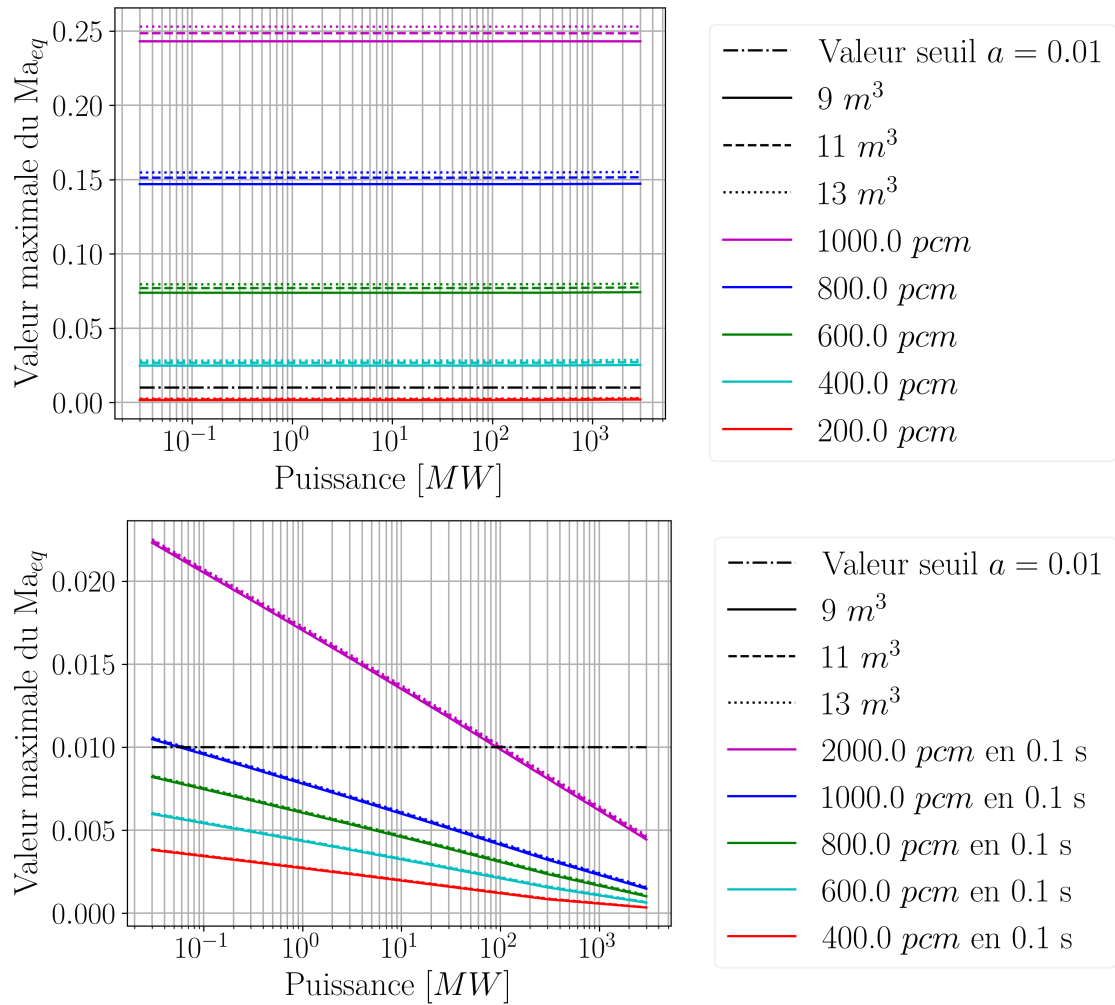 Valeur maximale du Ma_{eq}
0.25
0.20
0.15
0.10
0.05
0.00
10^{-1}
10^{0}
10^{1}
10^{2}
10^{3}
Puissance [MW]
Valeur seuil a = 0.01
9 m^3
11 m^3
13 m^3
1000.0 pcm
800.0 pcm
600.0 pcm
400.0 pcm
200.0 pcm
Valeur maximale du Ma_{eq}
0.020
0.015
0.010
0.005
0.000
10^{-1}
10^{0}
10^{1}
10^{2}
10^{3}
Puissance [MW]
Valeur seuil a = 0.01
9 m^3
11 m^3
13 m^3
2000.0 pcm en 0.1 s
1000.0 pcm en 0.1 s
800.0 pcm en 0.1 s
600.0 pcm en 0.1 s
400.0 pcm en 0.1 s